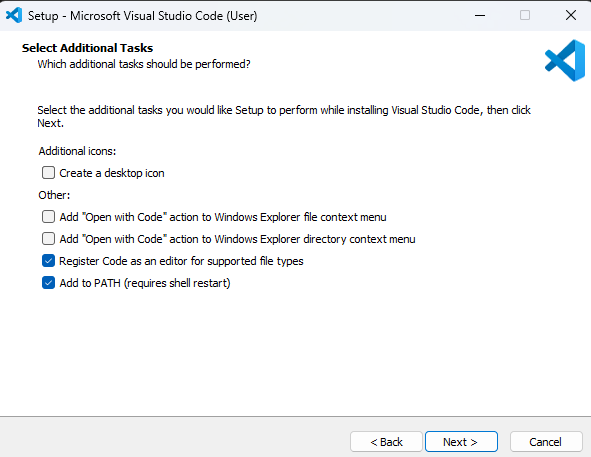 Setup - Microsoft Visual Studio Code (User)
Select Additional Tasks
Which additional tasks should be performed?
Select the additional tasks you would like Setup to perform while installing Visual Studio Code, then click
Next.
Additional icons:
Create a desktop icon
Other:
Add "Open with Code" action to Windows Explorer file context menu
Add "Open with Code" action to Windows Explorer directory context menu
Register Code as an editor for supported file types
Add to PATH (requires shell restart)
< Back Next > Cancel